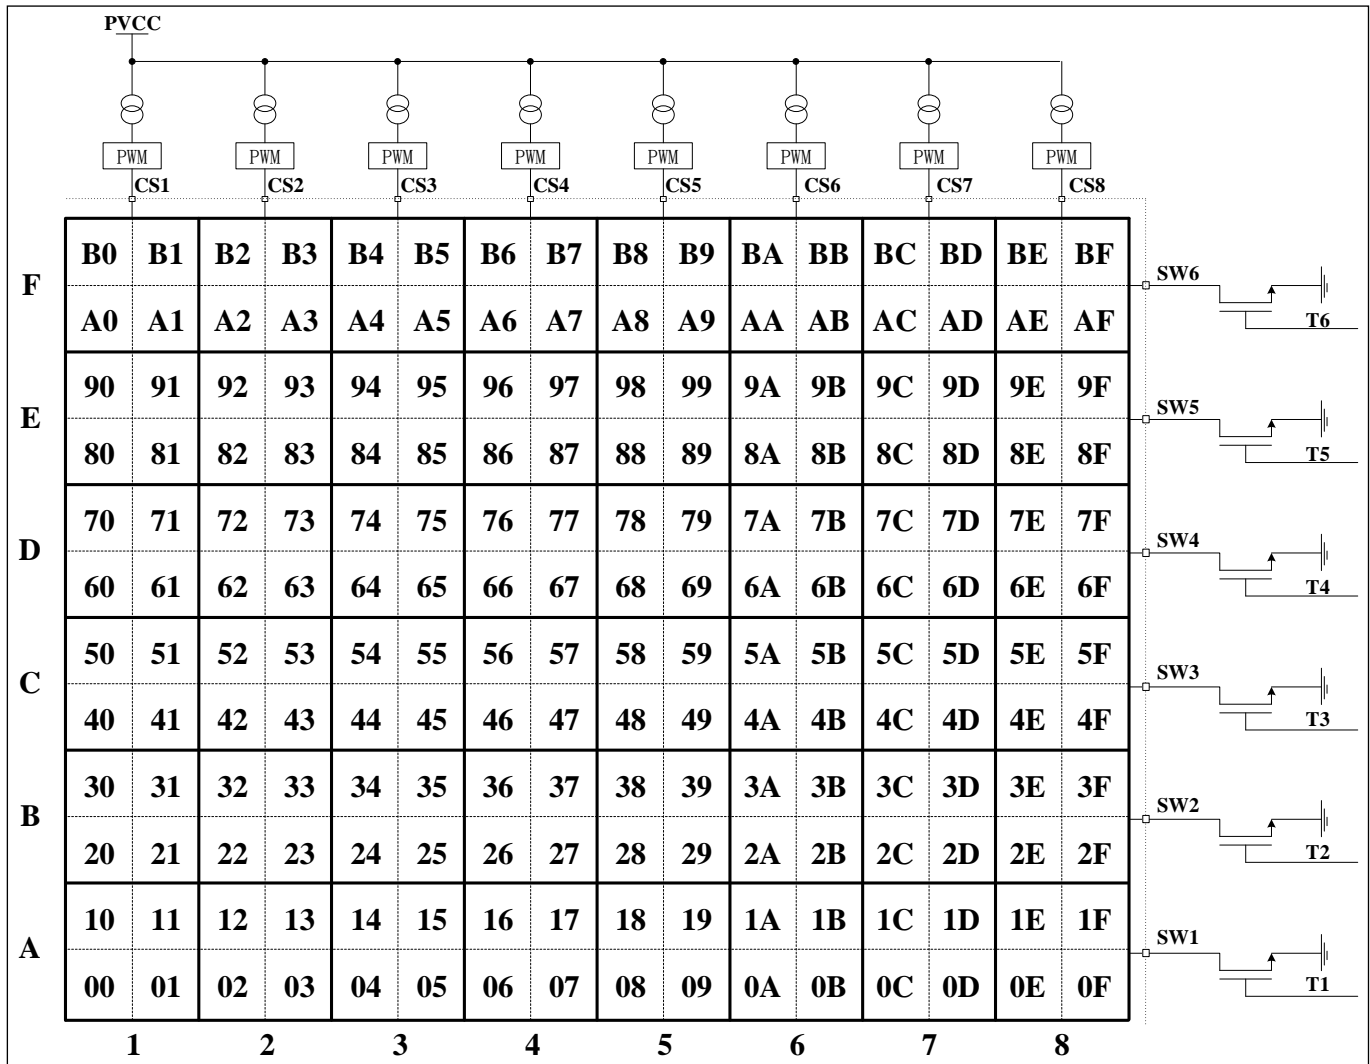 PVCC
PWM PWM PWM PWM PWM PWM PWM PWM
CS1 CS2 CS3 CS4 CS5 CS6 CS7 CS8
B0 B1 B2 B3 B4 B5 B6 B7 B8 B9 BA BB BC BD BE BF
F SW6
A0 A1 A2 A3 A4 A5 A6 A7 A8 A9 AA AB AC AD AE AF T6
90 91 92 93 94 95 96 97 98 99 9A 9B 9C 9D 9E 9F
E SW5
80 81 82 83 84 85 86 87 88 89 8A 8B 8C 8D 8E 8F T5
70 71 72 73 74 75 76 77 78 79 7A 7B 7C 7D 7E 7F
D SW4
60 61 62 63 64 65 66 67 68 69 6A 6B 6C 6D 6E 6F T4
50 51 52 53 54 55 56 57 58 59 5A 5B 5C 5D 5E 5F
C SW3
40 41 42 43 44 45 46 47 48 49 4A 4B 4C 4D 4E 4F T3
30 31 32 33 34 35 36 37 38 39 3A 3B 3C 3D 3E 3F
B SW2
20 21 22 23 24 25 26 27 28 29 2A 2B 2C 2D 2E 2F T2
10 11 12 13 14 15 16 17 18 19 1A 1B 1C 1D 1E 1F
A SW1
00 01 02 03 04 05 06 07 08 09 0A 0B 0C 0D 0E 0F T1
1 2 3 4 5 6 7 8